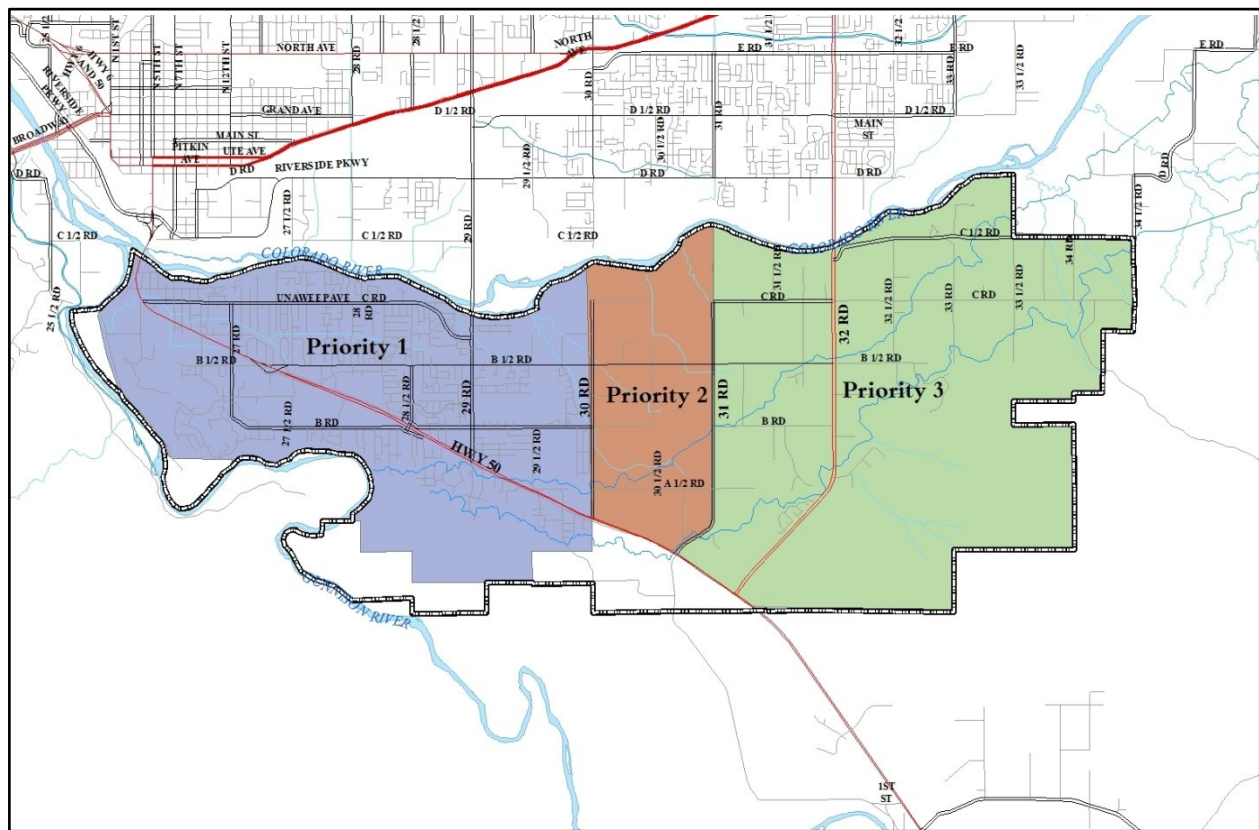 25 1/2
HWY 6
AND 50
RIVERSIDE
PKWY
N 1ST ST
N 5TH ST
N 7TH ST
N 12TH ST
NORTH AVE
28 RD
28 1/2 RD
NORTH
AVE
30 RD
31 1/2 RD
32 1/2
E RD
E RD
33 RD
33 1/2 RD
E RD
BROADWAY
GRAND AVE
D 1/2 RD
D 1/2 RD
31 RD
D 1/2 RD
MAIN ST
MAIN
ST
PITKIN
AVE
UTE AVE
30 1/2 RD
D RD
D RD
RIVERSIDE PKWY
29 1/2 RD
D RD
D RD
D RD
27 1/2 RD
34 1/2 RD
C 1/2 RD
C 1/2 RD
29 RD
C 1/2 RD
COLORADO RIVER
COLORADO RIVER
C 1/2 RD
34 RD
25 1/2 RD
UNAWEEP AVE
C RD
28
RD
31 1/2 RD
C RD
32 1/2 RD
33 RD
C RD
33 1/2 RD
27 RD
32 RD
Priority 1
B 1/2 RD
B 1/2 RD
B 1/2 RD
28 1/2 RD
29 RD
30 RD
Priority 2
31 RD
Priority 3
27 1/2 RD
B RD
B RD
HWY 50
29 1/2 RD
30 1/2 RD
A 1/2 RD
GUNNISON RIVER
1ST
ST